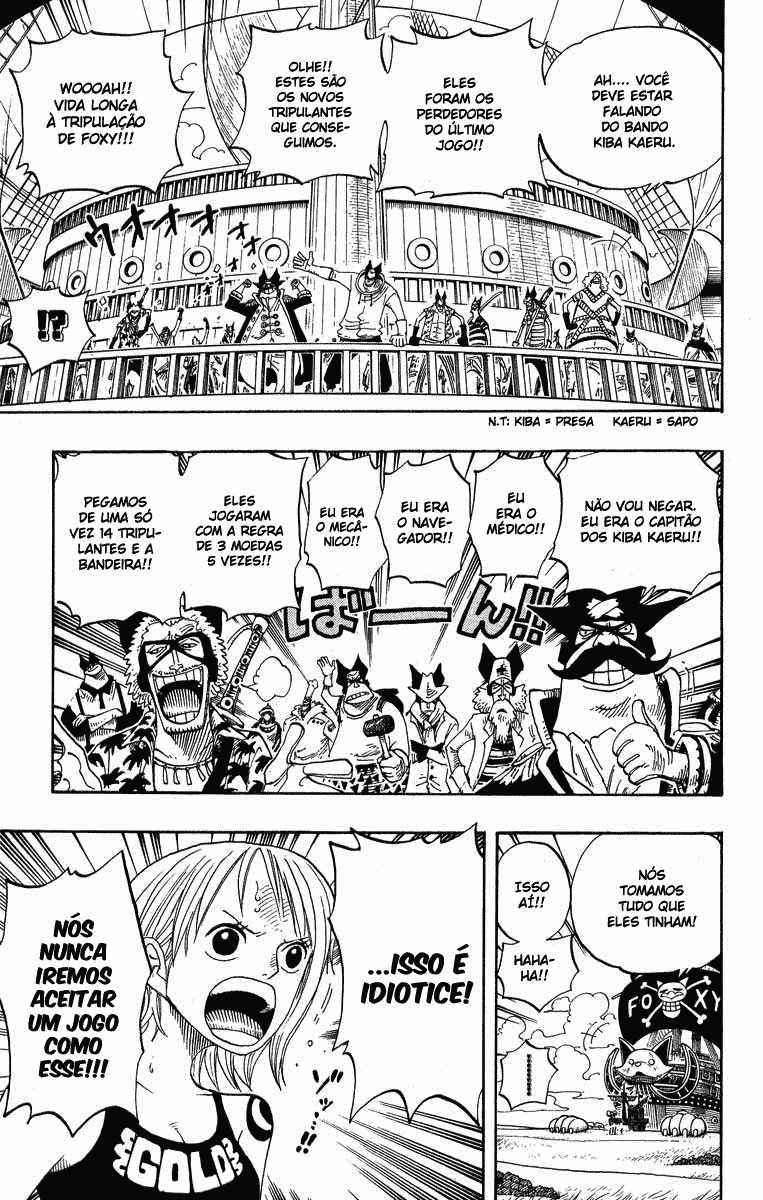 AH.... VOCÊ
DEVE ESTAR
FALANDO
DO BANDO
KIBA KAERU!
ELES
FORAM OS
PERDEDORES
DO ÚLTIMO
JOGO!!
OLHE!!
ESTES SÃO
OS NOVOS
TRIPULANTES
QUE CONSE-
GUIMOS.
WOOOAH!!
VIDA LONGA
À TRIPULAÇÃO
DE FOXY!!!
ウオオオオ
!?
N.T: KIBA = PRESA KAERU = SAPO
NÃO VOU NEGAR.
EU ERA O CAPITÃO
DOS KIBA KAERU!!
EU
ERA O
MÉDICO!!
EU ERA
O NAVE-
GADOR!!
EU ERA
O MECÂ-
NICO!!
ELES
JOGARAM
COM A REGRA
DE 3 MOEDAS
5 VEZES!!
PEGAMOS
DE UMA SÓ
VEZ 14 TRIPU-
LANTES E A
BANDEIRA!!
ばーん!!
NÓS
TOMAMOS
TUDO QUE
ELES TINHAM!
ISSO
AÍ!!
HAHA-
HA!!
FOXY
...ISSO É
IDIOTICE!
NÓS
NUNCA
IREMOS
ACEITAR
UM JOGO
COMO
ESSE!!!
GOLD